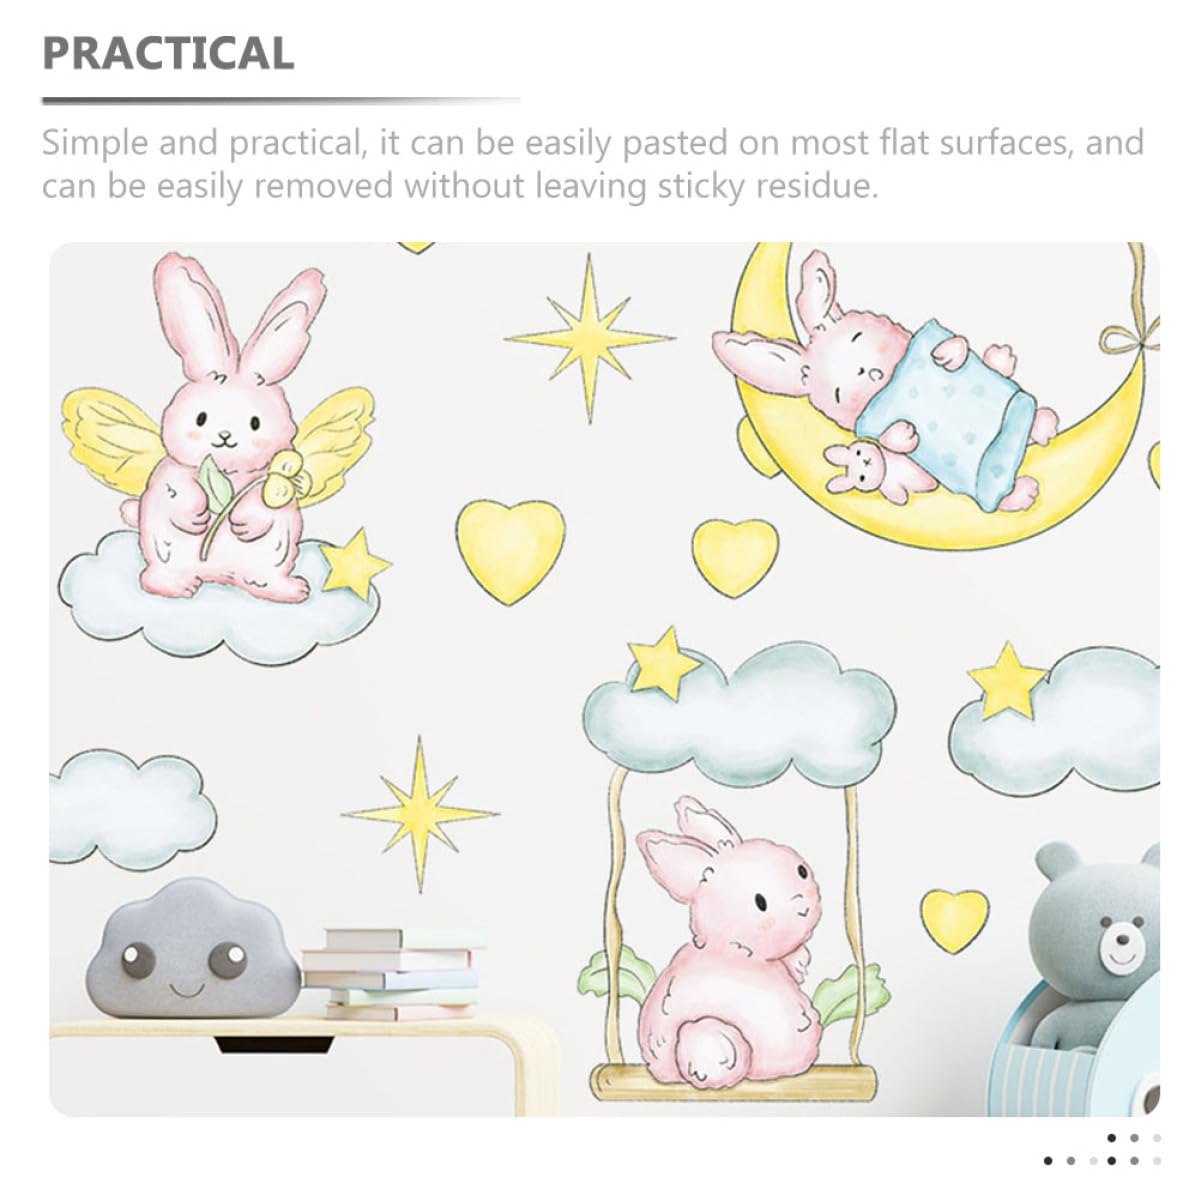 PRACTICAL
Simple and practical, it can be easily pasted on most flat surfaces, and
can be easily removed without leaving sticky residue.